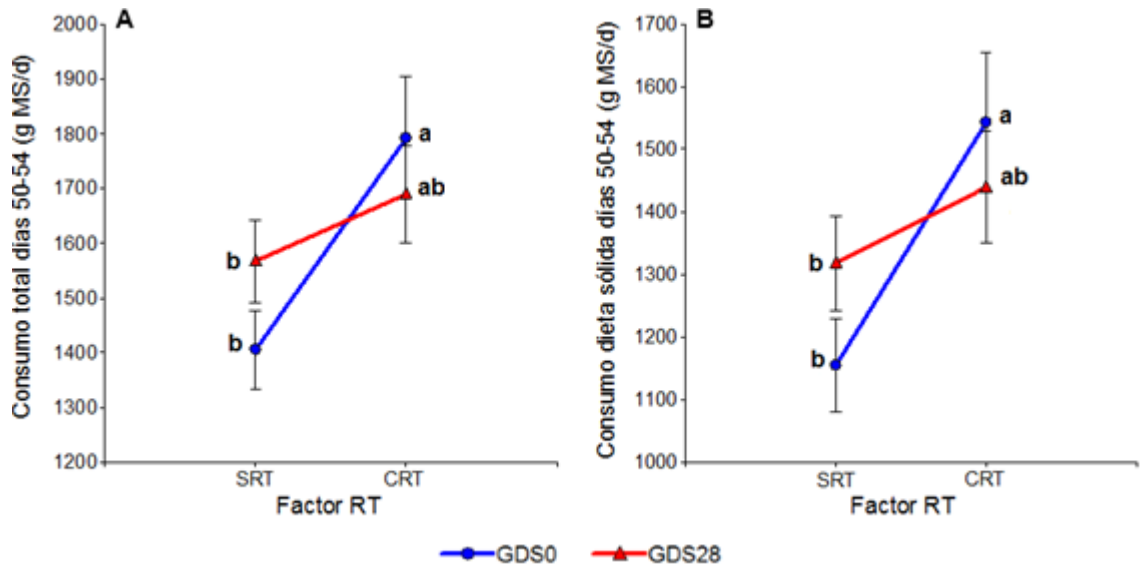 A
Consumo total días 50-54 (g MS/d)
2000
1900
1800
1700
1600
1500
1400
1300
1200
a
ab
b
b
SRT
CRT
Factor RT
B
Consumo dieta sólida días 50-54 (g MS/d)
1700
1600
1500
1400
1300
1200
1100
1000
a
ab
b
b
SRT
CRT
Factor RT
GDS0
GDS28